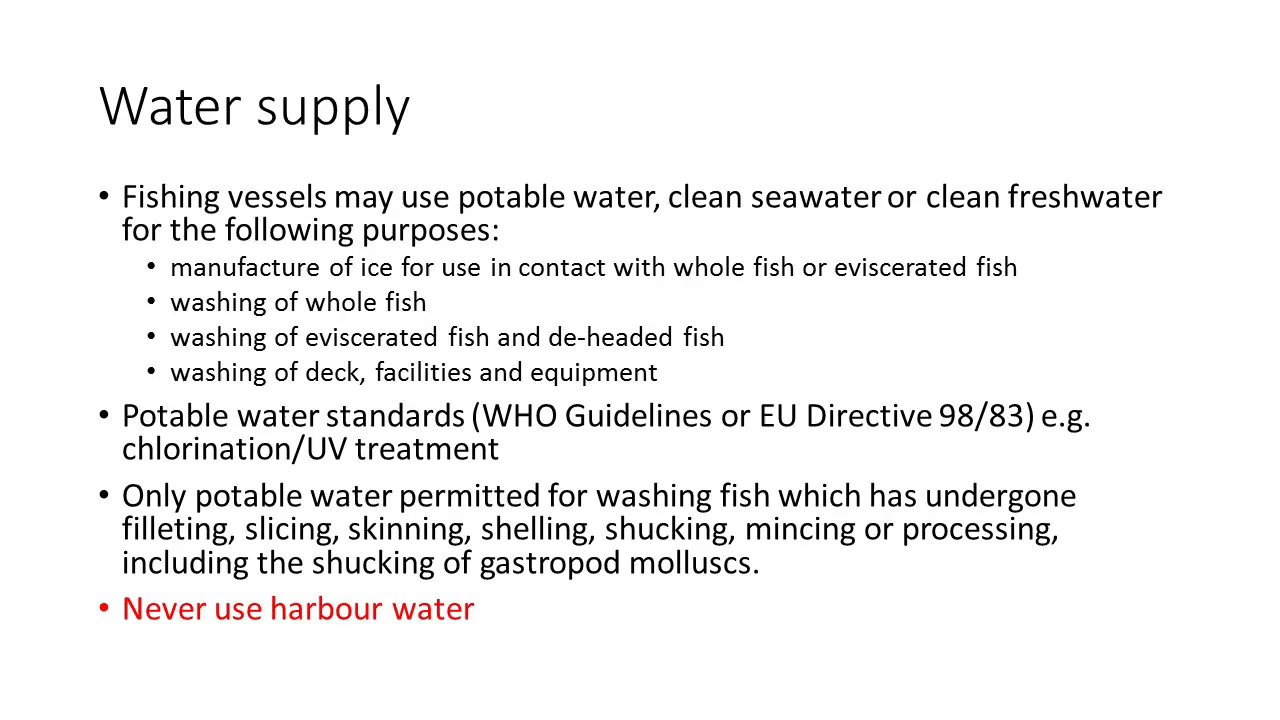 Water supply
• Fishing vessels may use potable water, clean seawater or clean freshwater
for the following purposes:
• manufacture of ice for use in contact with whole fish or eviscerated fish
• washing of whole fish
• washing of eviscerated fish and de-headed fish
• washing of deck, facilities and equipment
• Potable water standards (WHO Guidelines or EU Directive 98/83) e.g.
chlorination/UV treatment
• Only potable water permitted for washing fish which has undergone
filleting, slicing, skinning, shelling, shucking, mincing or processing,
including the shucking of gastropod molluscs.
• Never use harbour water